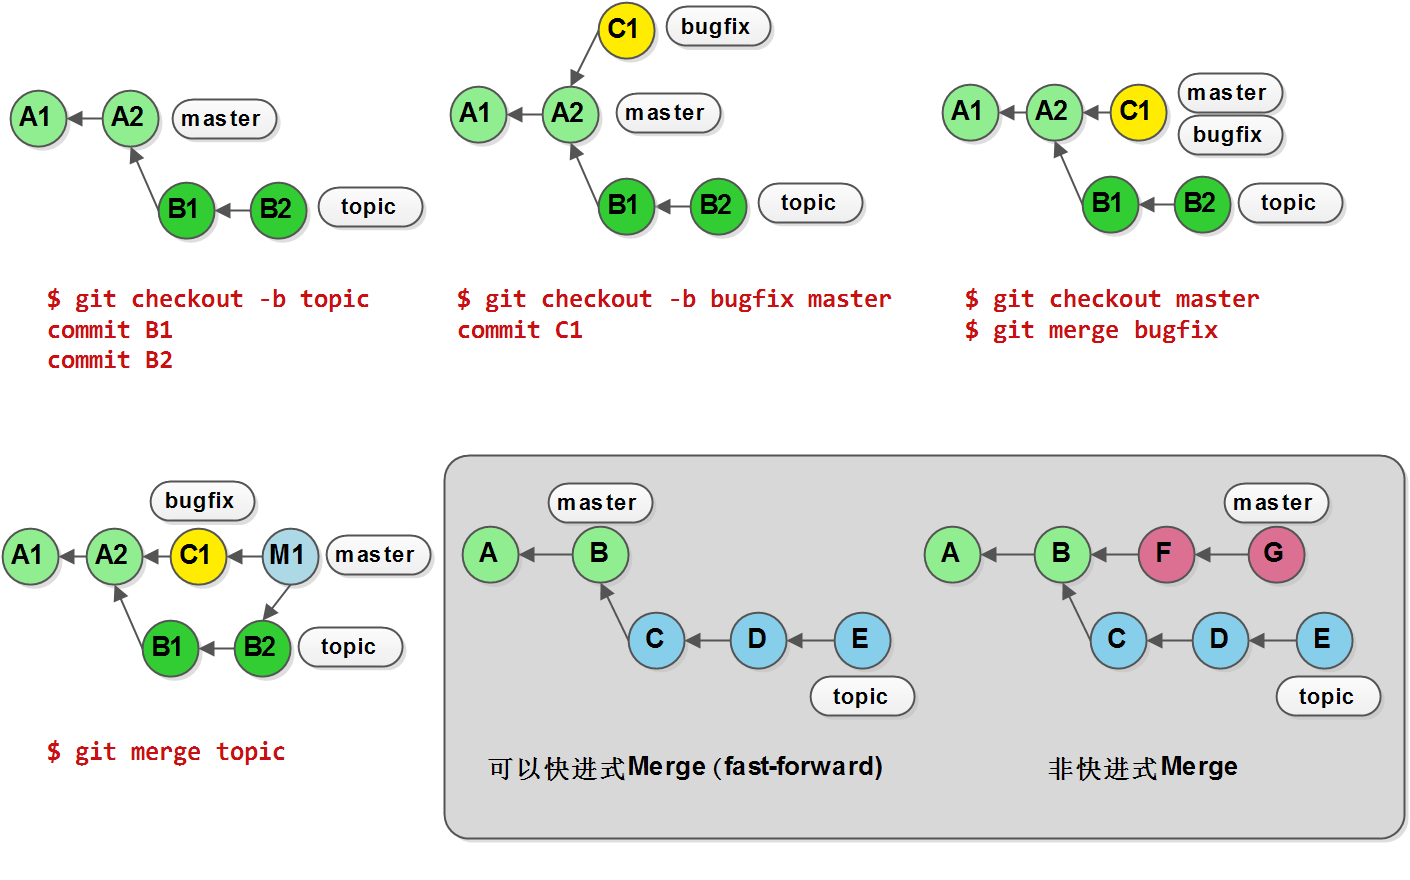 C1 bugfix
A1 A2 master
B1 B2 topic
$ git checkout -b topic
commit B1
commit B2
A1 A2 master
B1 B2 topic
$ git checkout -b bugfix master
commit C1
A1 A2 C1 master
bugfix
B1 B2 topic
$ git checkout master
$ git merge bugfix
bugfix
A1 A2 C1 M1 master
B1 B2 topic
$ git merge topic
master
A B
C D E
topic
可以快进式Merge (fast-forward)
master
A B F G
C D E
topic
非快进式Merge